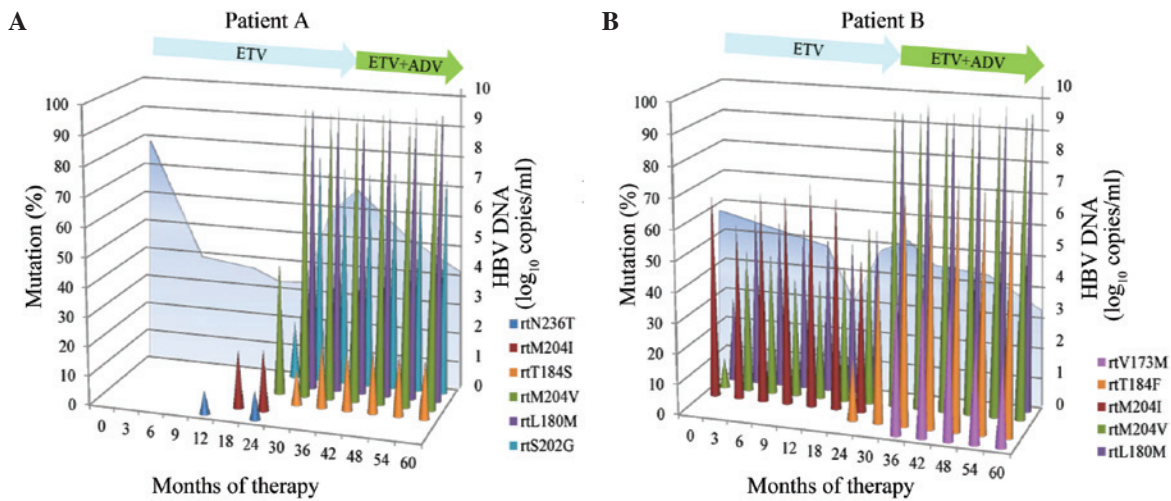 A
Patient A
ETV
ETV+ADV
Mutation (%)
100
90
80
70
60
50
40
30
20
10
0
10
9
8
7
6
5
4
3
2
1
0
HBV DNA
(log10 copies/ml)
0 3 6 9 12 18 24 30 36 42 48 54 60
Months of therapy
rtN236T
rtM204I
rtT184S
rtM204V
rtL180M
rtS202G
B
Patient B
ETV
ETV+ADV
Mutation (%)
100
90
80
70
60
50
40
30
20
10
0
10
9
8
7
6
5
4
3
2
1
0
HBV DNA
(log10 copies/ml)
0 3 6 9 12 18 24 30 36 42 48 54 60
Months of therapy
rtV173M
rtT184F
rtM204I
rtM204V
rtL180M